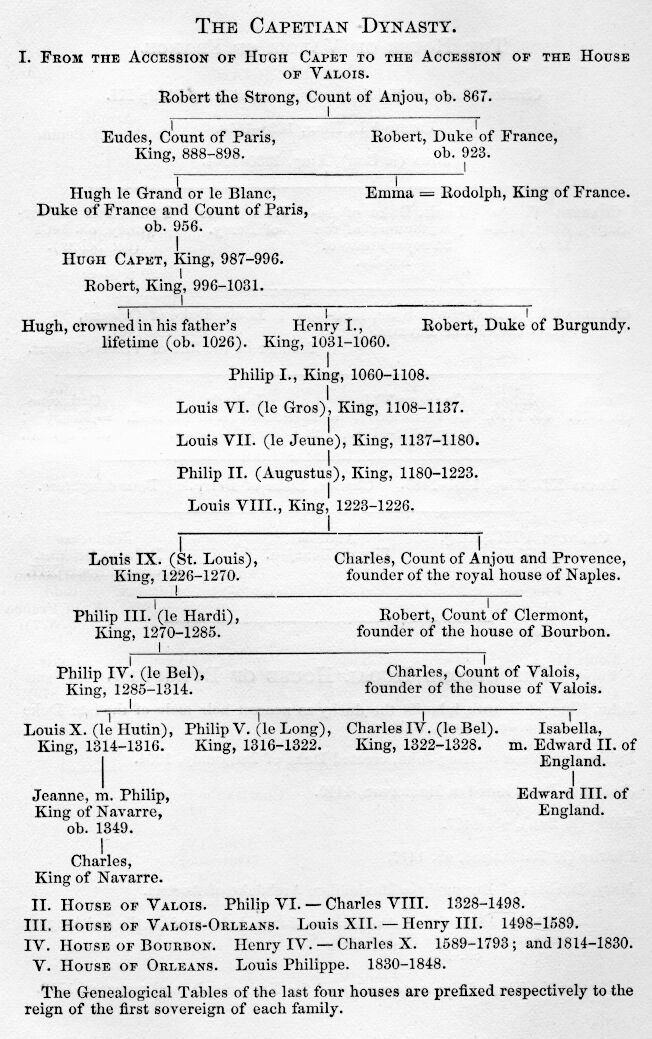 THE CAPETIAN DYNASTY.
I. FROM THE ACCESSION OF HUGH CAPET TO THE ACCESSION OF THE HOUSE
OF VALOIS.
Robert the Strong, Count of Anjou, ob. 867.
Eudes, Count of Paris,
King, 888–898.
Robert, Duke of France,
ob. 923.
Hugh le Grand or le Blanc,
Duke of France and Count of Paris,
ob. 956.
Emma = Rodolph, King of France.
HUGH CAPET, King, 987–996.
Robert, King, 996–1031.
Hugh, crowned in his father's
lifetime (ob. 1026).
Henry I.,
King, 1031–1060.
Robert, Duke of Burgundy.
Philip I., King, 1060–1108.
Louis VI. (le Gros), King, 1108–1137.
Louis VII. (le Jeune), King, 1137–1180.
Philip II. (Augustus), King, 1180–1223.
Louis VIII., King, 1223–1226.
Louis IX. (St. Louis),
King, 1226–1270.
Charles, Count of Anjou and Provence,
founder of the royal house of Naples.
Philip III. (le Hardi),
King, 1270–1285.
Robert, Count of Clermont,
founder of the house of Bourbon.
Philip IV. (le Bel),
King, 1285–1314.
Charles, Count of Valois,
founder of the house of Valois.
Louis X. (le Hutin),
King, 1314–1316.
Philip V. (le Long),
King, 1316–1322.
Charles IV. (le Bel).
King, 1322–1328.
Isabella,
m. Edward II. of
England.
Jeanne, m. Philip,
King of Navarre,
ob. 1349.
Edward III. of
England.
Charles,
King of Navarre.
II. HOUSE OF VALOIS. Philip VI. — Charles VIII. 1328–1498.
III. HOUSE OF VALOIS-ORLEANS. Louis XII. — Henry III. 1498–1589.
IV. HOUSE OF BOURBON. Henry IV. — Charles X. 1589–1793; and 1814–1830.
V. HOUSE OF ORLEANS. Louis Philippe. 1830–1848.
The Genealogical Tables of the last four houses are prefixed respectively to the
reign of the first sovereign of each family.